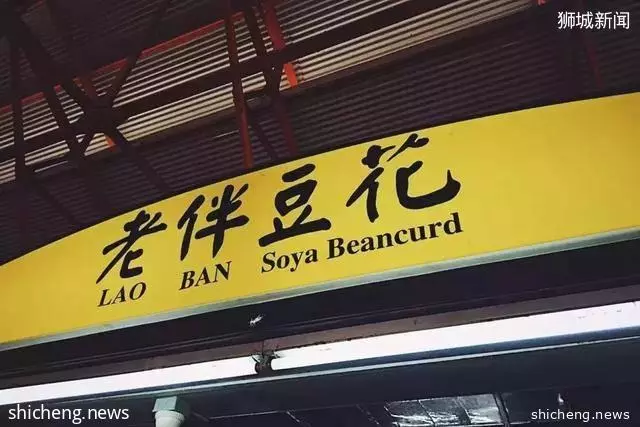 狮城新闻
老伴豆花
LAO BAN Soya Beancurd
shicheng.news
shicheng.news